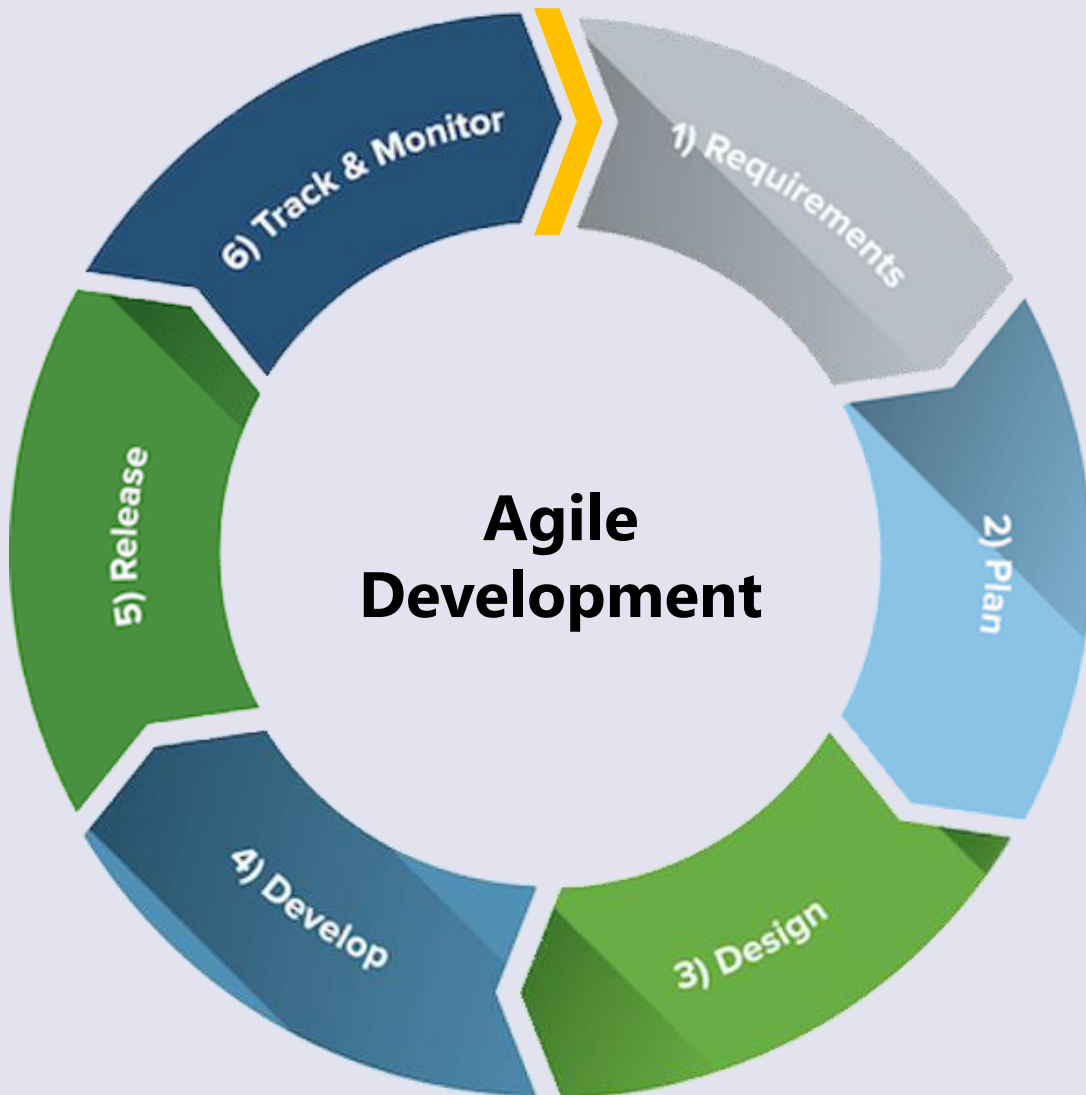 Agile
Development
1) Requirements
2) Plan
3) Design
4) Develop
5) Release
6) Track & Monitor